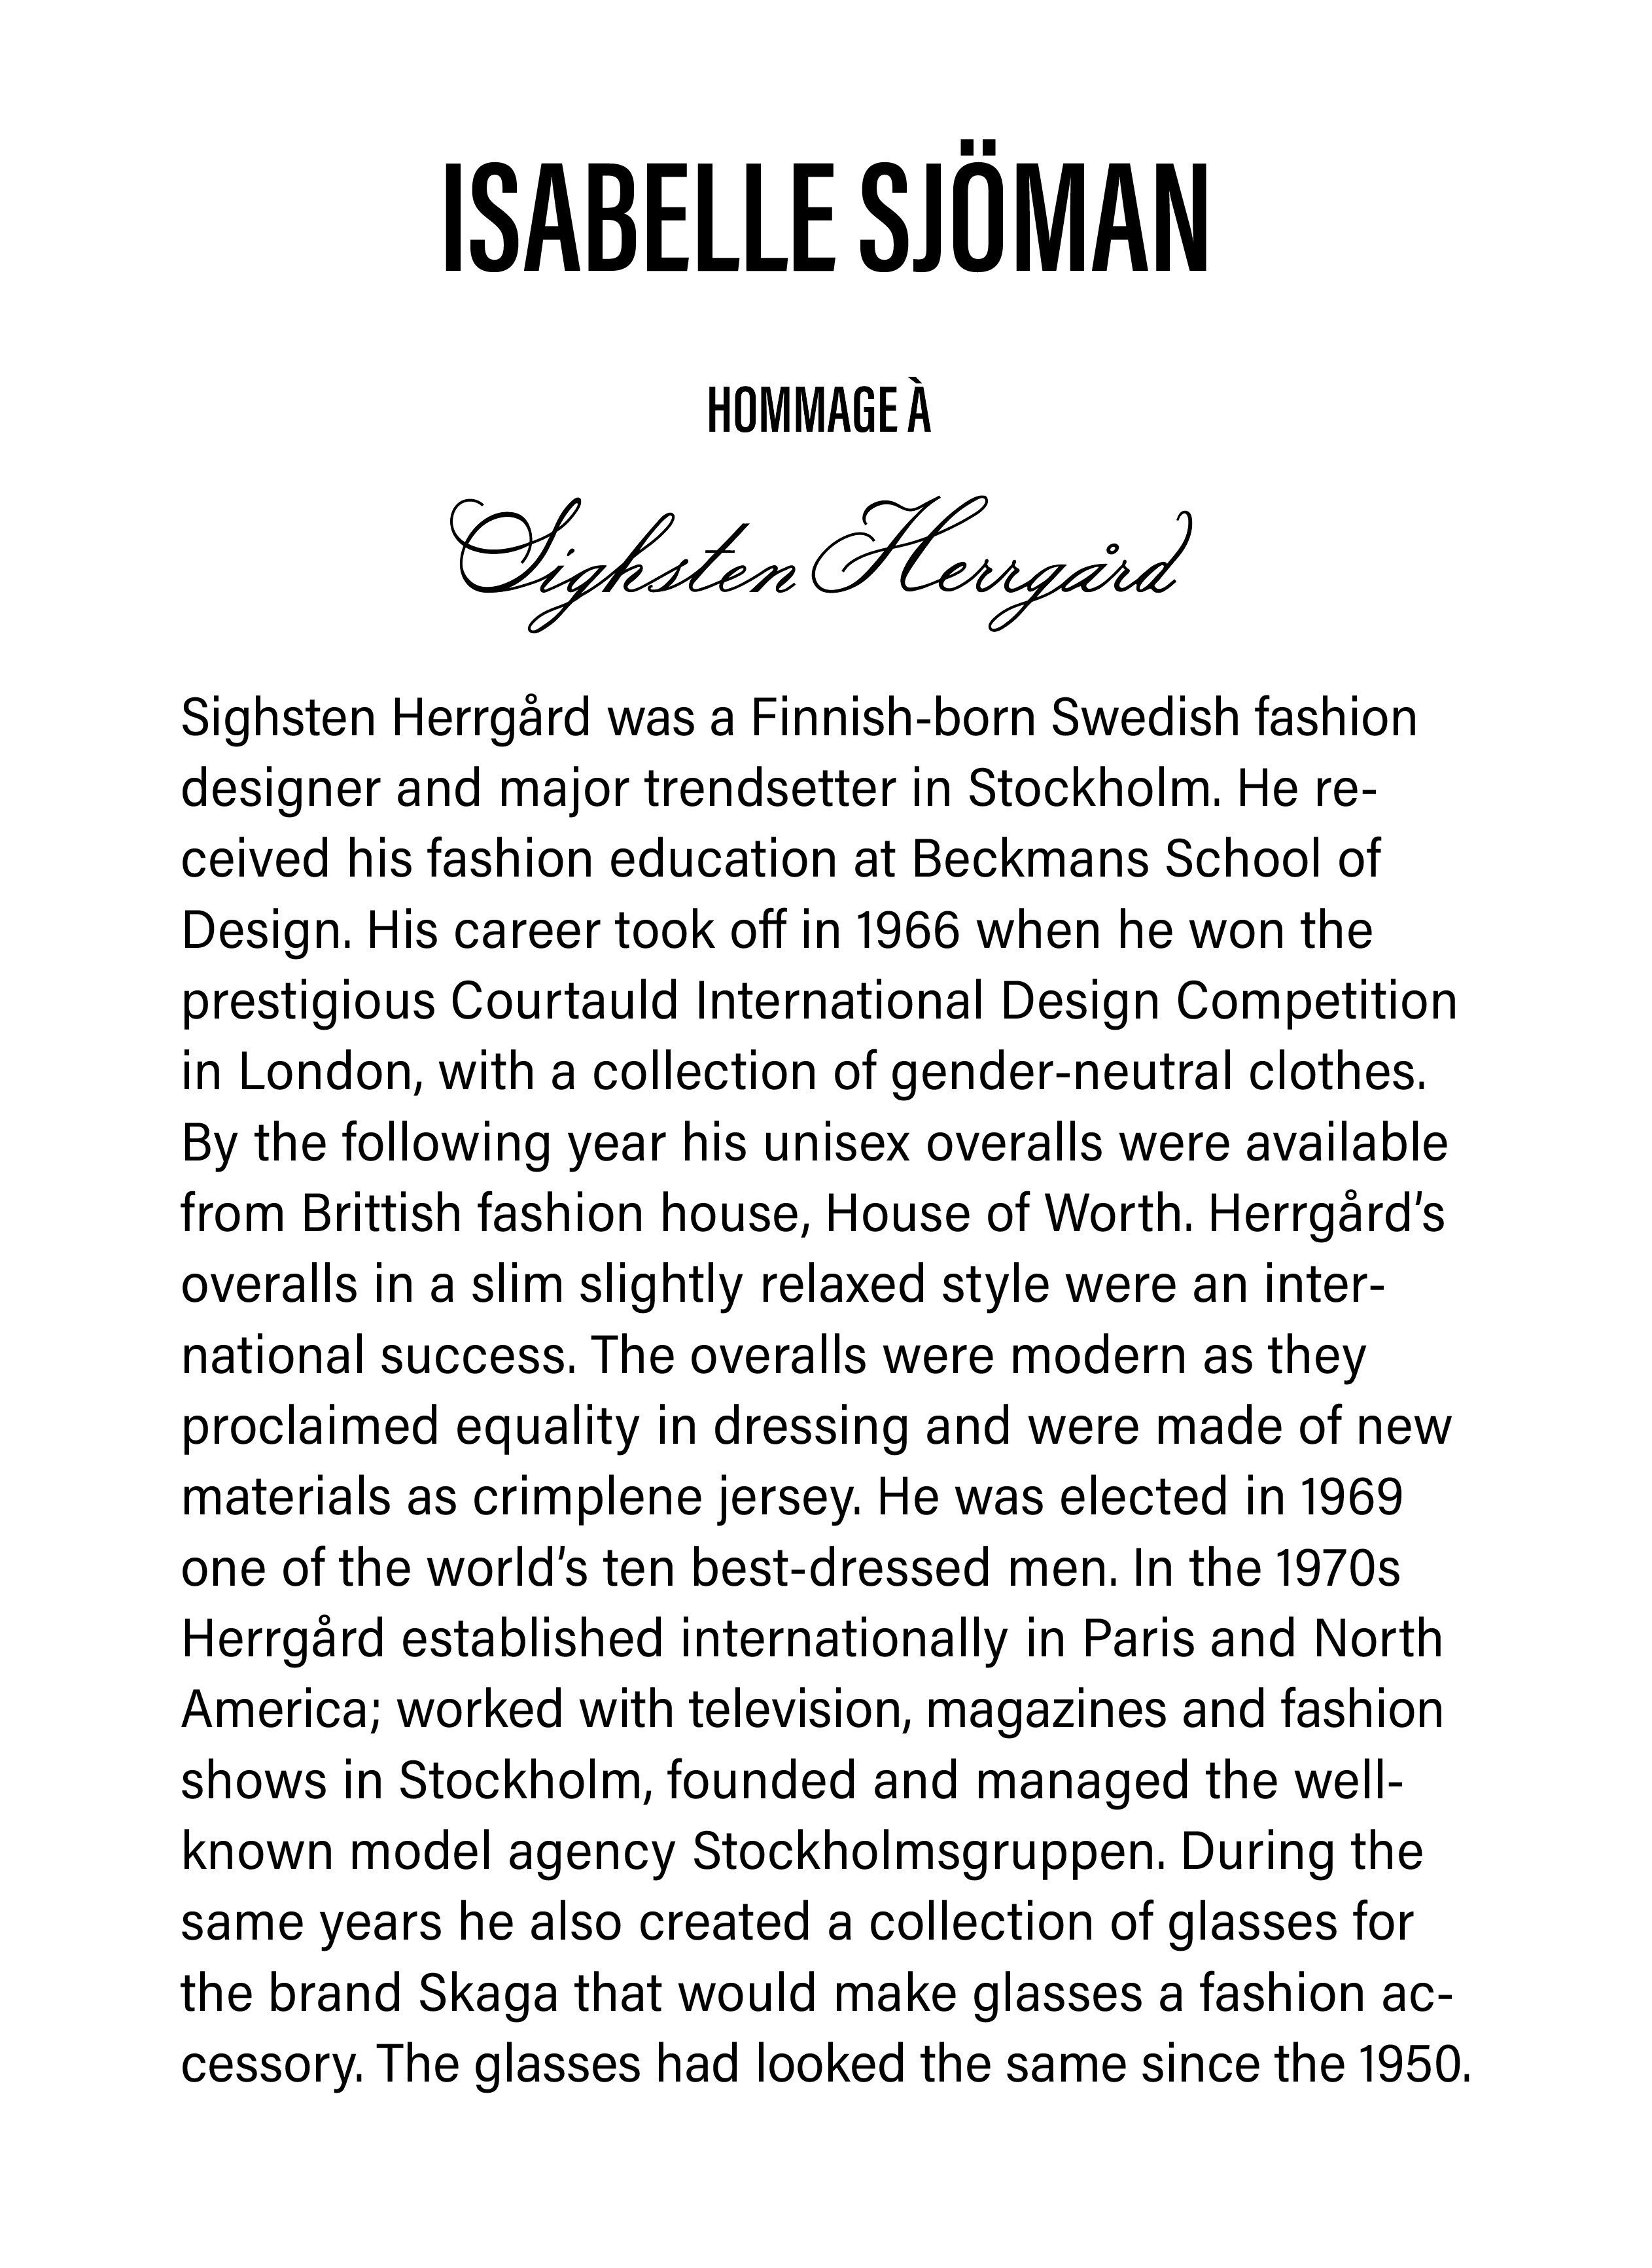 ISABELLE SJÖMAN
HOMMAGE À
Sighsten Herrgård
Sighsten Herrgård was a Finnish-born Swedish fashion
designer and major trendsetter in Stockholm. He re-
ceived his fashion education at Beckmans School of
Design. His career took off in 1966 when he won the
prestigious Courtauld International Design Competition
in London, with a collection of gender-neutral clothes.
By the following year his unisex overalls were available
from Brittish fashion house, House of Worth. Herrgård’s
overalls in a slim slightly relaxed style were an inter-
national success. The overalls were modern as they
proclaimed equality in dressing and were made of new
materials as crimplene jersey. He was elected in 1969
one of the world’s ten best-dressed men. In the 1970s
Herrgård established internationally in Paris and North
America; worked with television, magazines and fashion
shows in Stockholm, founded and managed the well-
known model agency Stockholmsgruppen. During the
same years he also created a collection of glasses for
the brand Skaga that would make glasses a fashion ac-
cessory. The glasses had looked the same since the 1950.